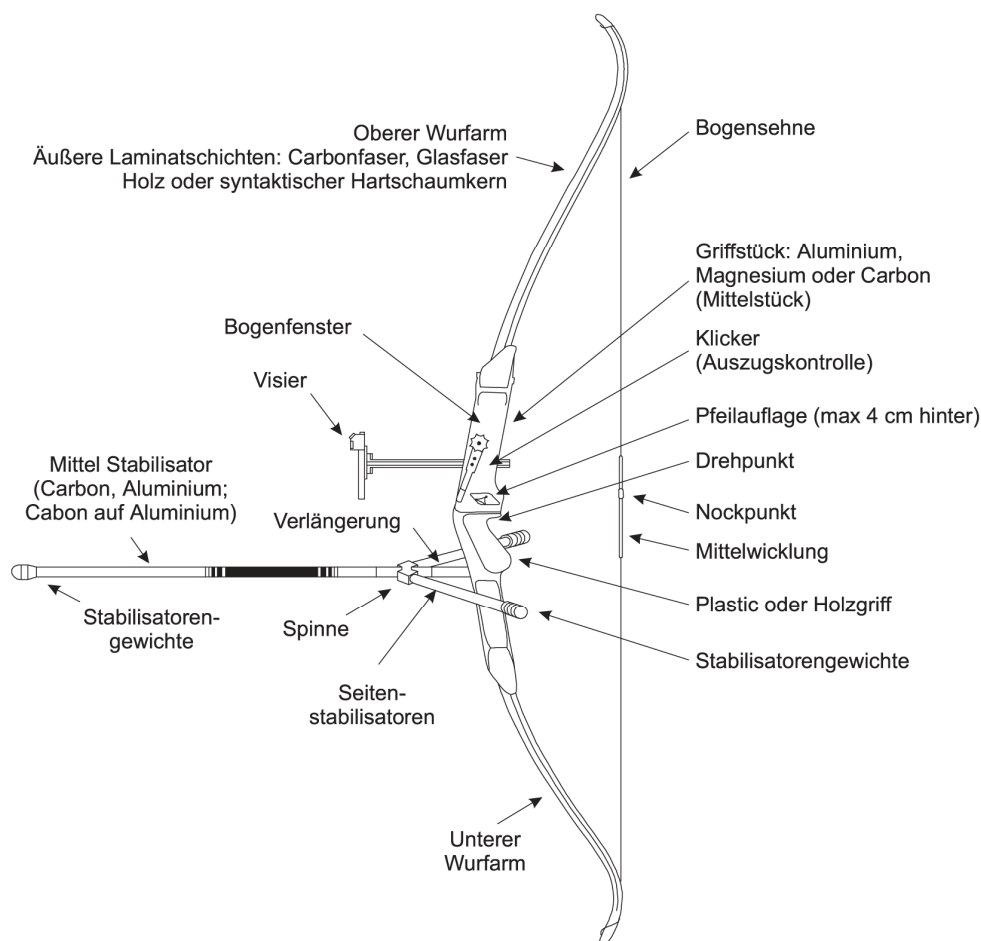 Oberer Wurfarm
Äußere Laminatschichten: Carbonfaser, Glasfaser
Holz oder syntaktischer Hartschaumkern
Bogensehne
Griffstück: Aluminium,
Magnesium oder Carbon
(Mittelstück)
Bogenfenster
Klicker
(Auszugskontrolle)
Visier
Pfeilauflage (max 4 cm hinter)
Mittel Stabilisator
(Carbon, Aluminium;
Cabon auf Aluminium)
Drehpunkt
Verlängerung
Nockpunkt
Mittelwicklung
Stabilisatoren-
gewichte
Spinne
Plastic oder Holzgriff
Stabilisatorengewichte
Seiten-
stabilisatoren
Unterer
Wurfarm